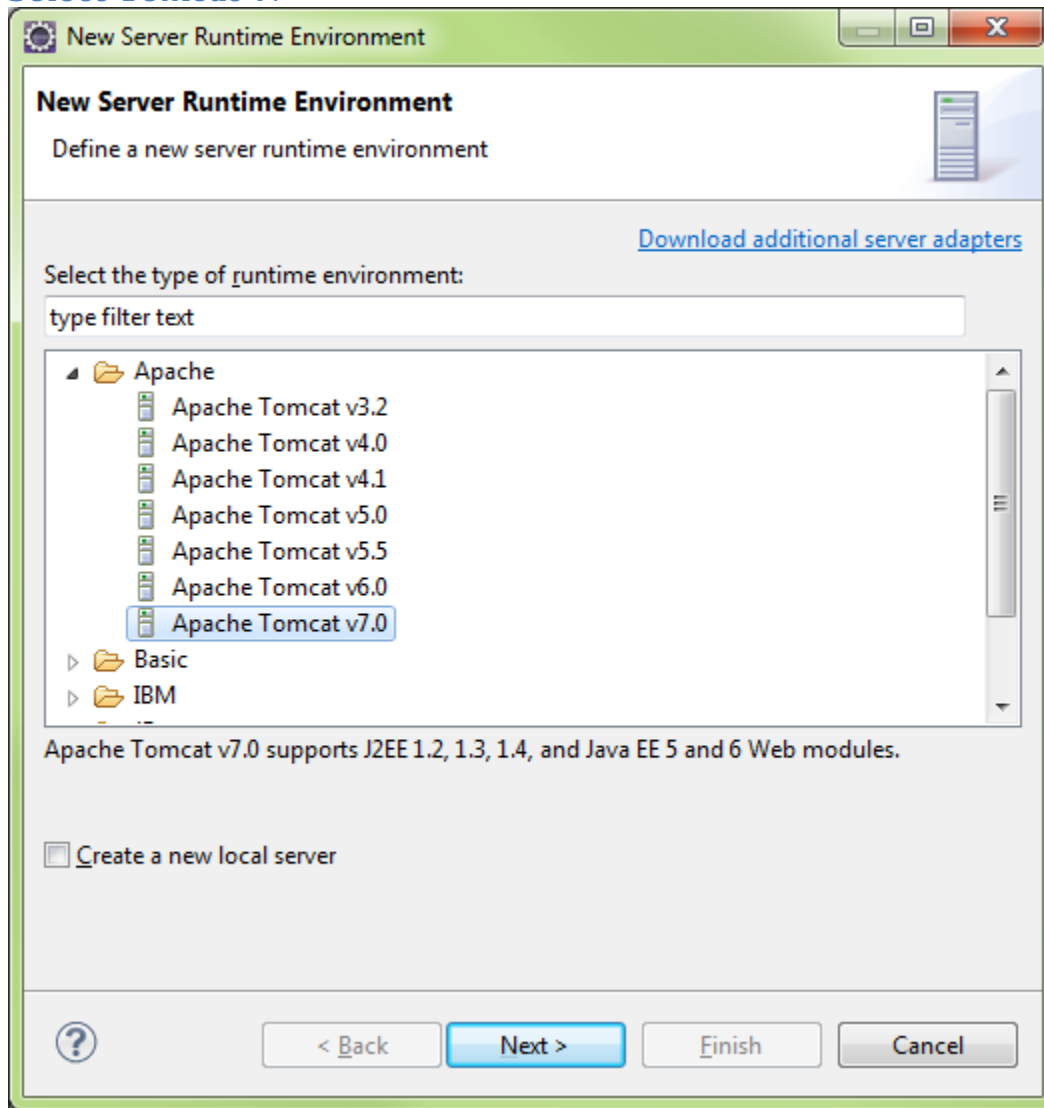 New Server Runtime Environment
New Server Runtime Environment
Define a new server runtime environment
Download additional server adapters
Select the type of runtime environment:
type filter text
Apache
Apache Tomcat v3.2
Apache Tomcat v4.0
Apache Tomcat v4.1
Apache Tomcat v5.0
Apache Tomcat v5.5
Apache Tomcat v6.0
Apache Tomcat v7.0
Basic
IBM
Apache Tomcat v7.0 supports J2EE 1.2, 1.3, 1.4, and Java EE 5 and 6 Web modules.
Create a new local server
? < Back Next > Finish Cancel